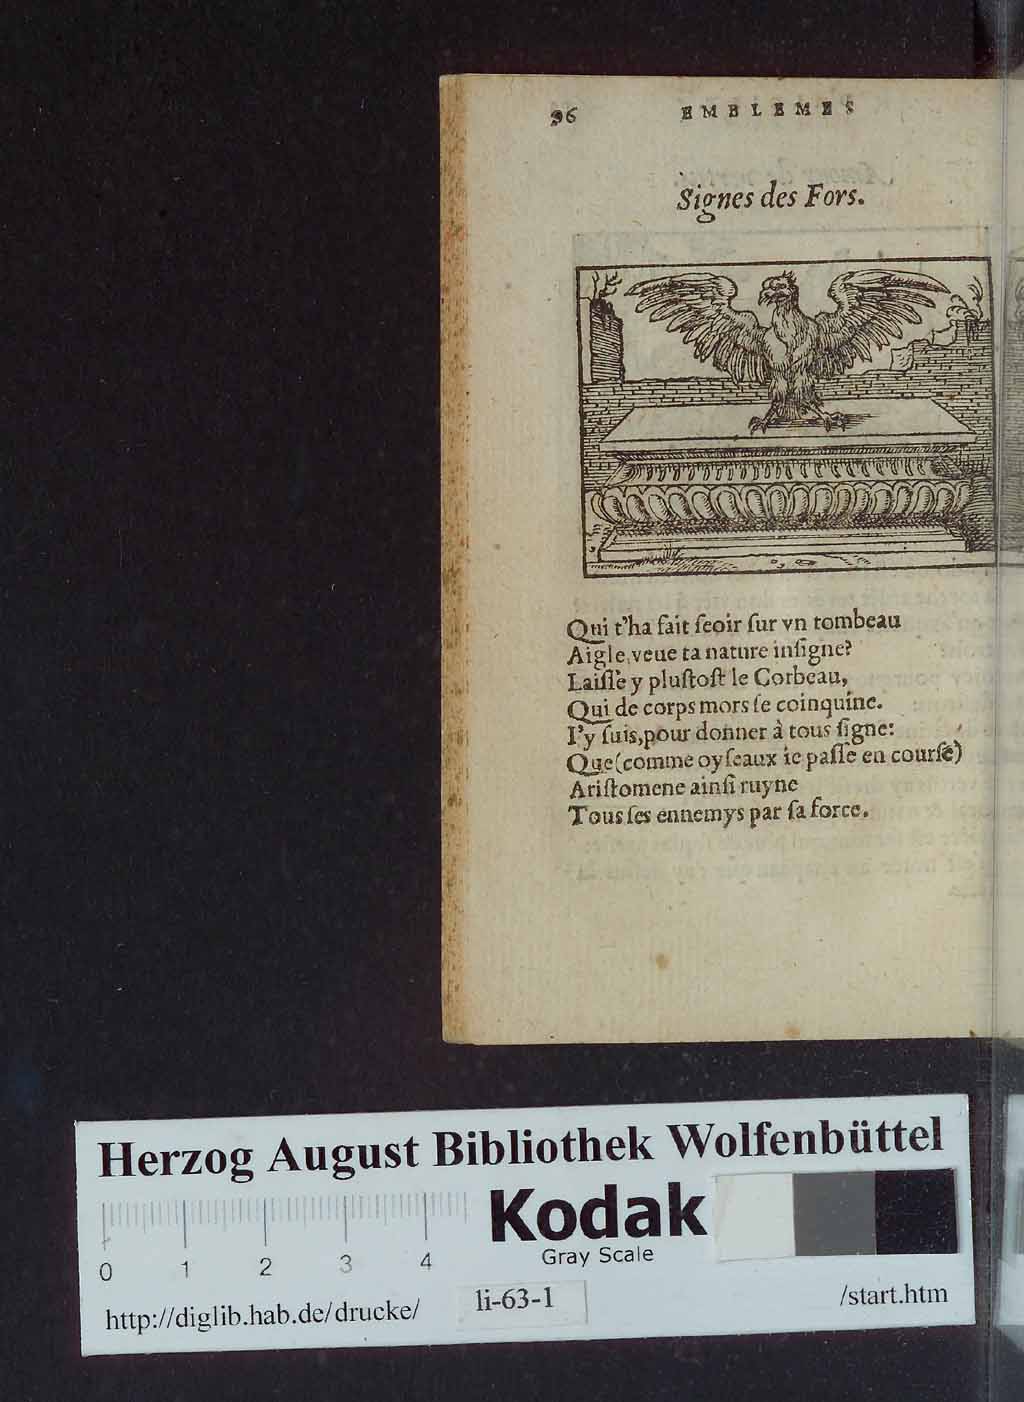 96 EMBLEMES
Signes des Fors.
Qui t'ha fait ſeoir ſur vn tombeau
Aigle, veue ta nature inſigne?
Laiſſe y pluſtoſt le Corbeau,
Qui de corps mors ſe coinquine.
I'y ſuis, pour donner à tous ſigne:
Que (comme oyſeaux ie paſſe en courſe)
Ariſtomene ainſi ruyne
Tous ſes ennemys par ſa force.
Herzog August Bibliothek Wolfenbüttel
Kodak
Gray Scale
0 1 2 3 4
http://diglib.hab.de/drucke/ li-63-1 /start.htm